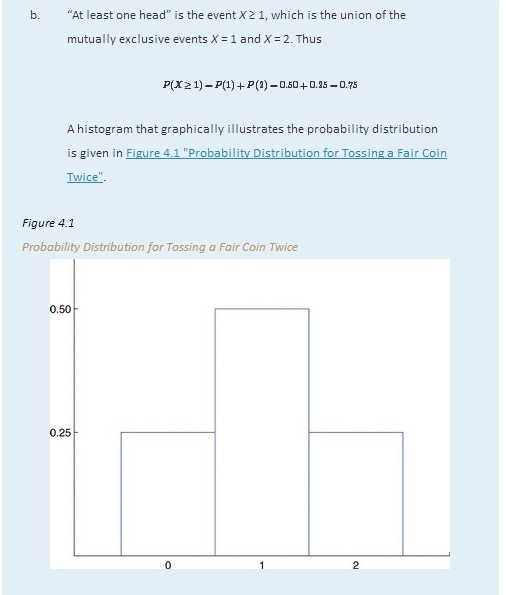 b. "At least one head" is the event X ≥ 1, which is the union of the
mutually exclusive events X = 1 and X = 2. Thus
P(X ≥ 1) = P(1) + P(2) = 0.50 + 0.25 = 0.75
A histogram that graphically illustrates the probability distribution
is given in Figure 4.1 "Probability Distribution for Tossing a Fair Coin
Twice".
Figure 4.1
Probability Distribution for Tossing a Fair Coin Twice
0.50
0.25
0 1 2